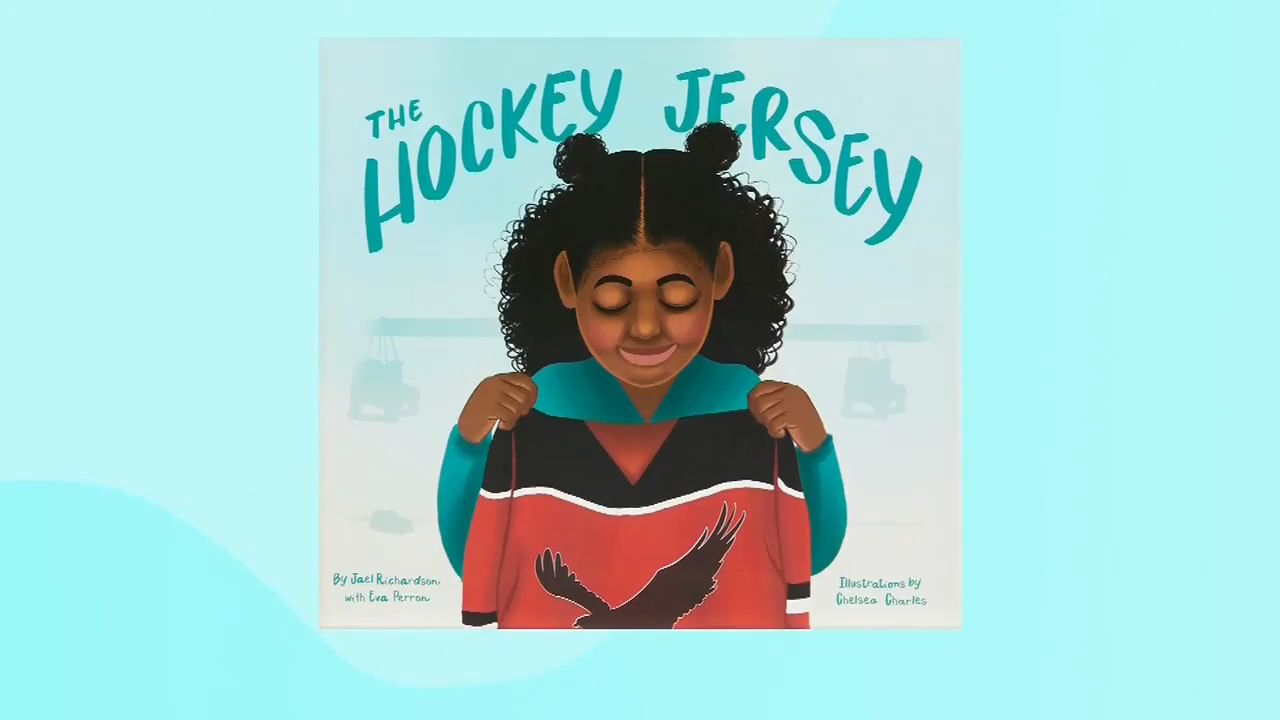 THE
HOCKEY JERSEY
By Jael Richardson
with Eva Perron
Illustrations by
Chelsea Charles